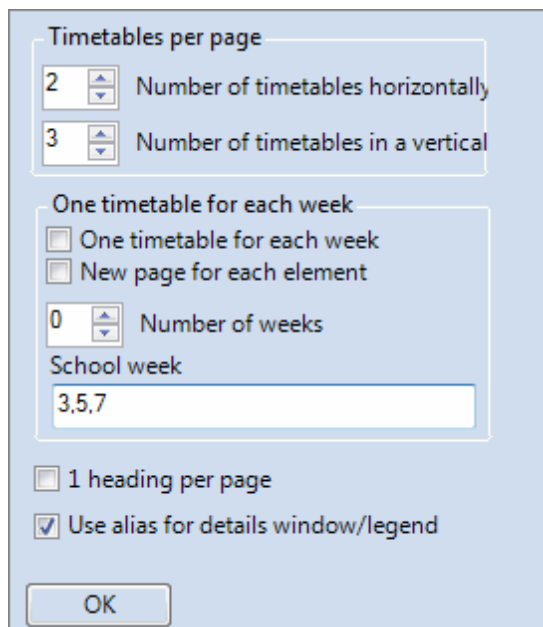 Timetables per page
2 Number of timetables horizontally
3 Number of timetables in a vertical
One timetable for each week
One timetable for each week
New page for each element
0 Number of weeks
School week
3,5,7
1 heading per page
Use alias for details window/legend
OK